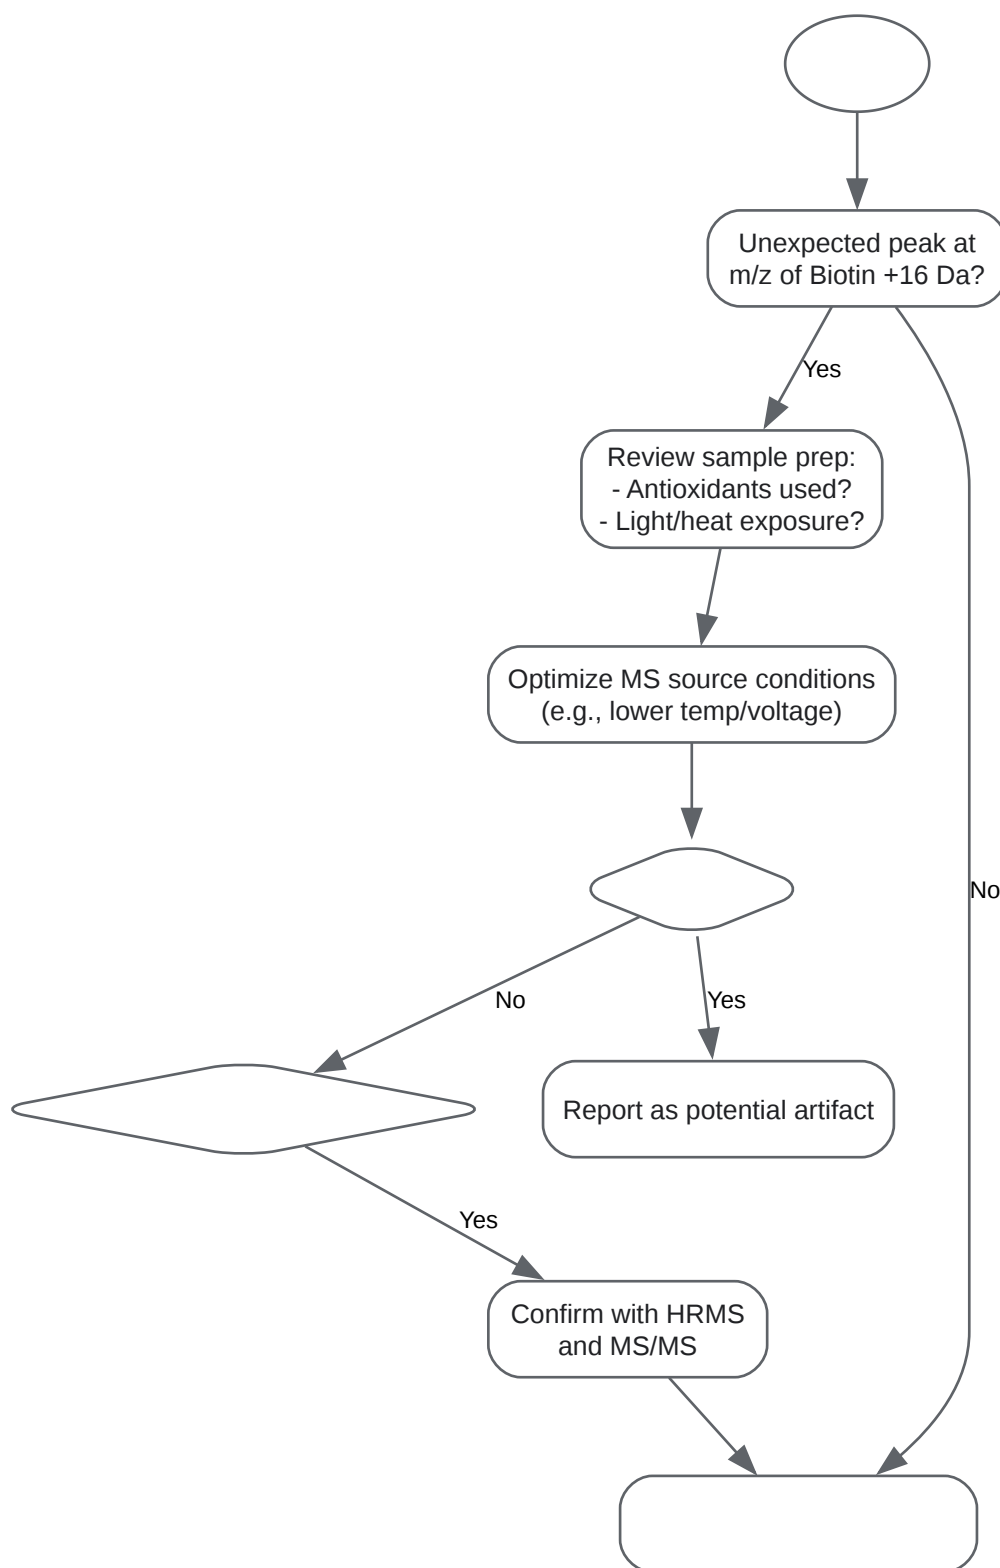 Unexpected peak at
m/z of Biotin +16 Da?
Yes
Review sample prep:
- Antioxidants used?
- Light/heat exposure?
Optimize MS source conditions
(e.g., lower temp/voltage)
No
No
Yes
Report as potential artifact
Yes
Confirm with HRMS
and MS/MS